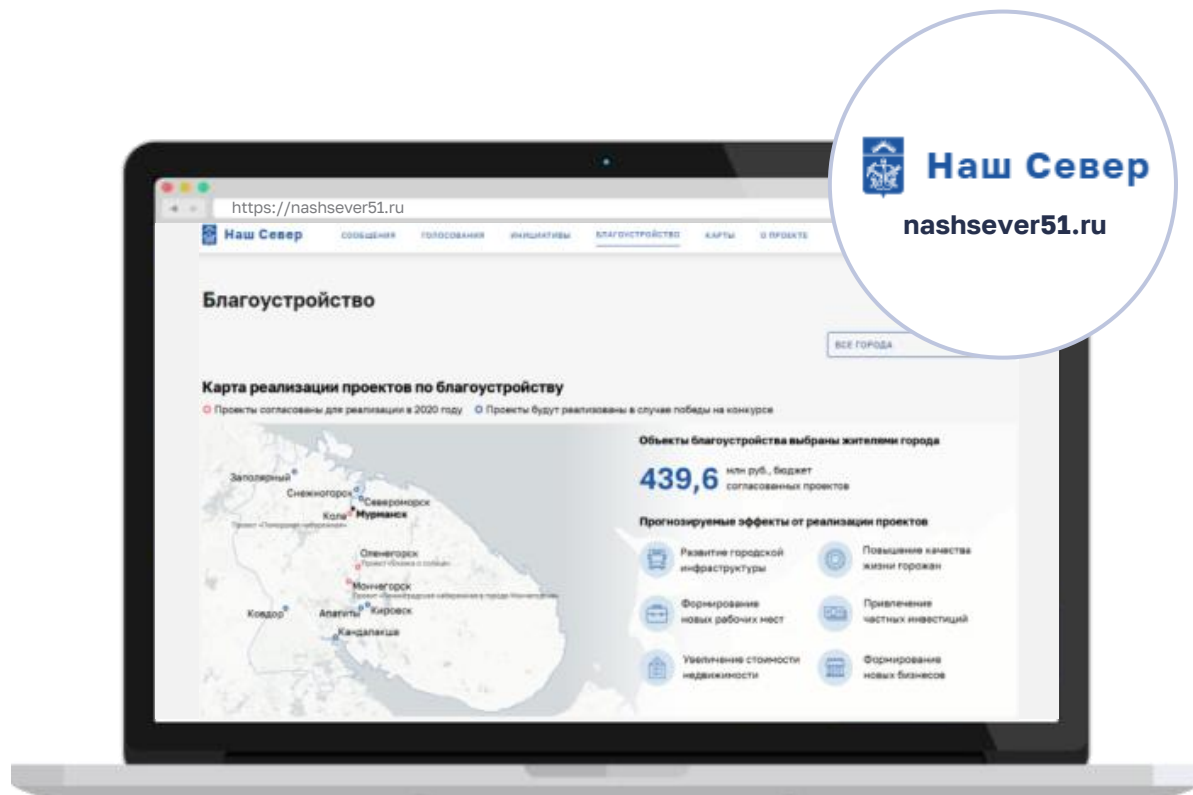 Наш Север
nashsever51.ru
https://nashsever51.ru
Наш Север СООБЩЕНИЯ ГОЛОСОВАНИЯ ИНИЦИАТИВЫ БЛАГОУСТРОЙСТВО КАРТЫ О ПРОЕКТЕ
Благоустройство
ВСЕ ГОРОДА
Карта реализации проектов по благоустройству
Проекты согласованы для реализации в 2020 году Проекты будут реализованы в случае победы на конкурсе
Заполярный
Снежногорск
Североморск
Кола Мурманск
Оленегорск
Мончегорск
Ковдор Апатиты Кировск
Кандалакша
Объекты благоустройства выбраны жителями города
439,6 млн руб., бюджет
согласованных проектов
Прогнозируемые эффекты от реализации проектов
Развитие городской
инфраструктуры
Повышение качества
жизни горожан
Формирование
новых рабочих мест
Привлечение
частных инвестиций
Увеличение стоимости
недвижимости
Формирование
новых бизнесов